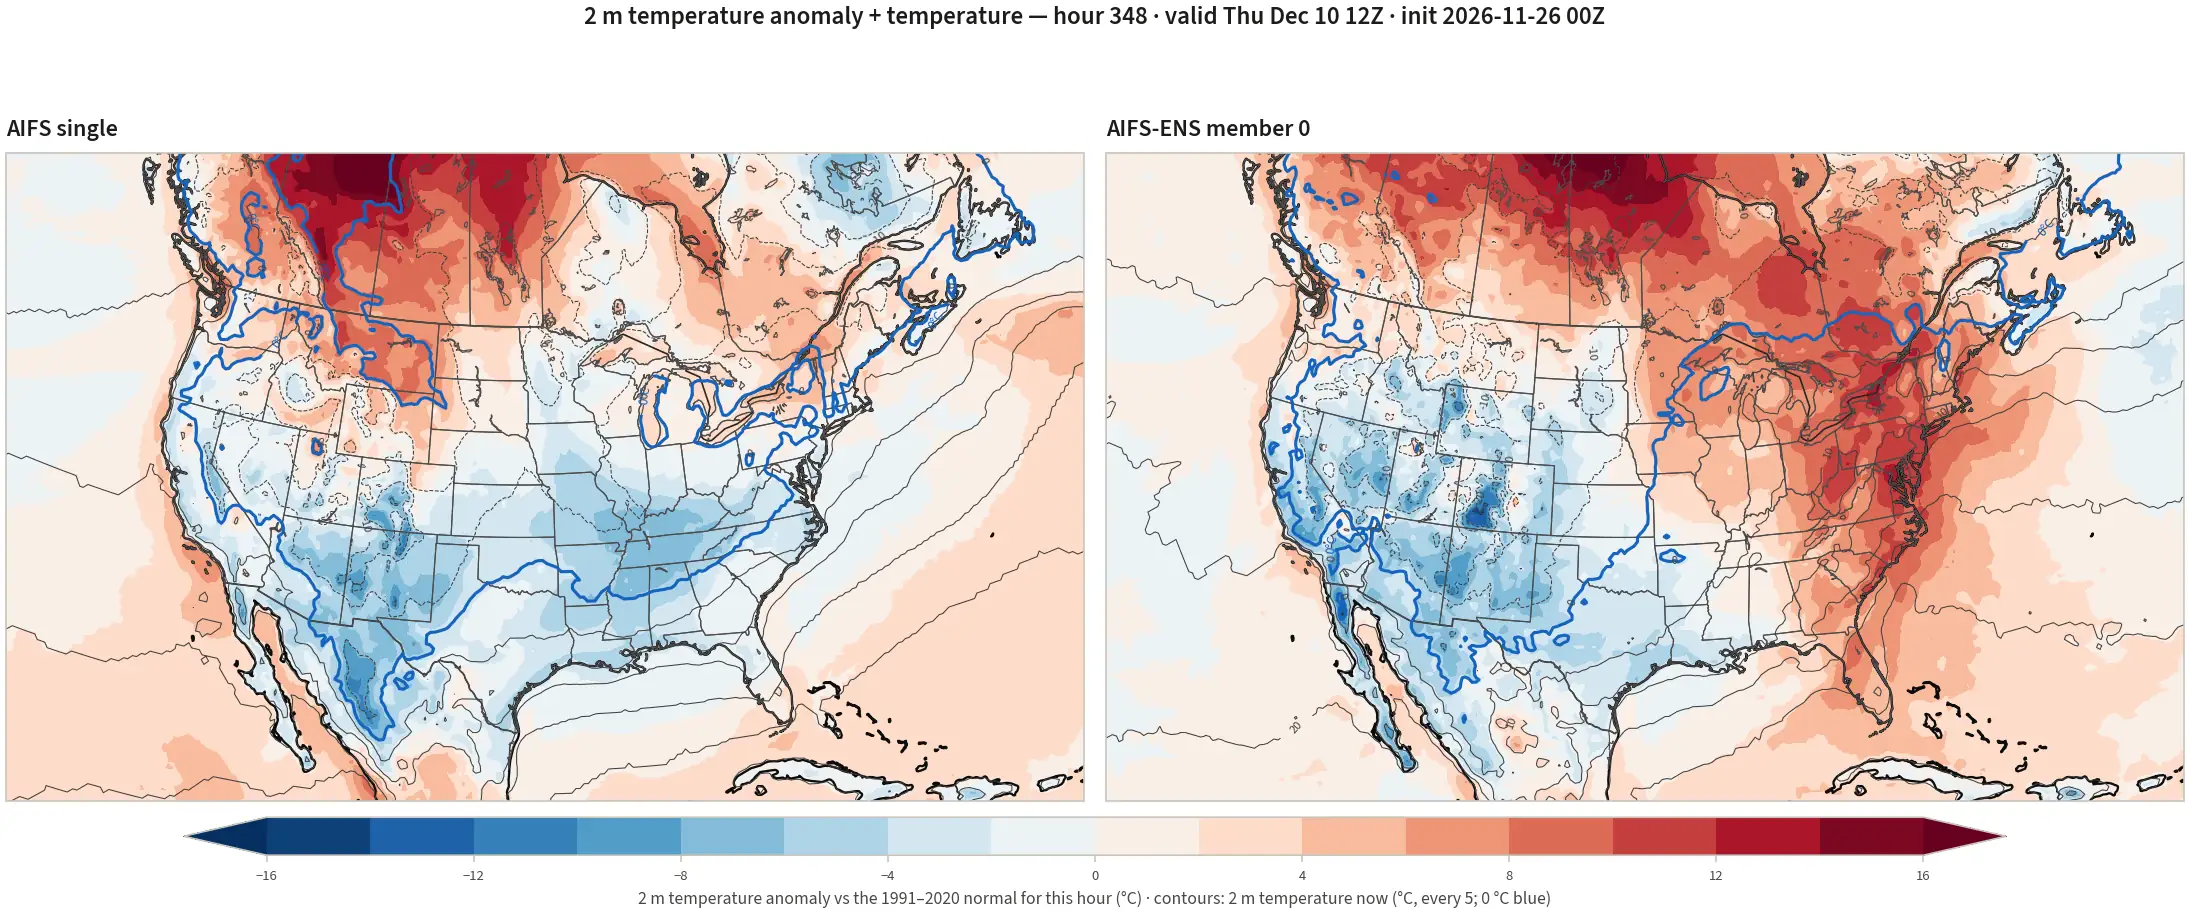 2 m temperature anomaly + temperature — hour 348 · valid Thu Dec 10 12Z · init 2026-11-26 00Z
AIFS single
AIFS-ENS member 0
−16
−12
−8
−4
0
4
8
12
16
2 m temperature anomaly vs the 1991–2020 normal for this hour (°C) · contours: 2 m temperature now (°C, every 5; 0 °C blue)